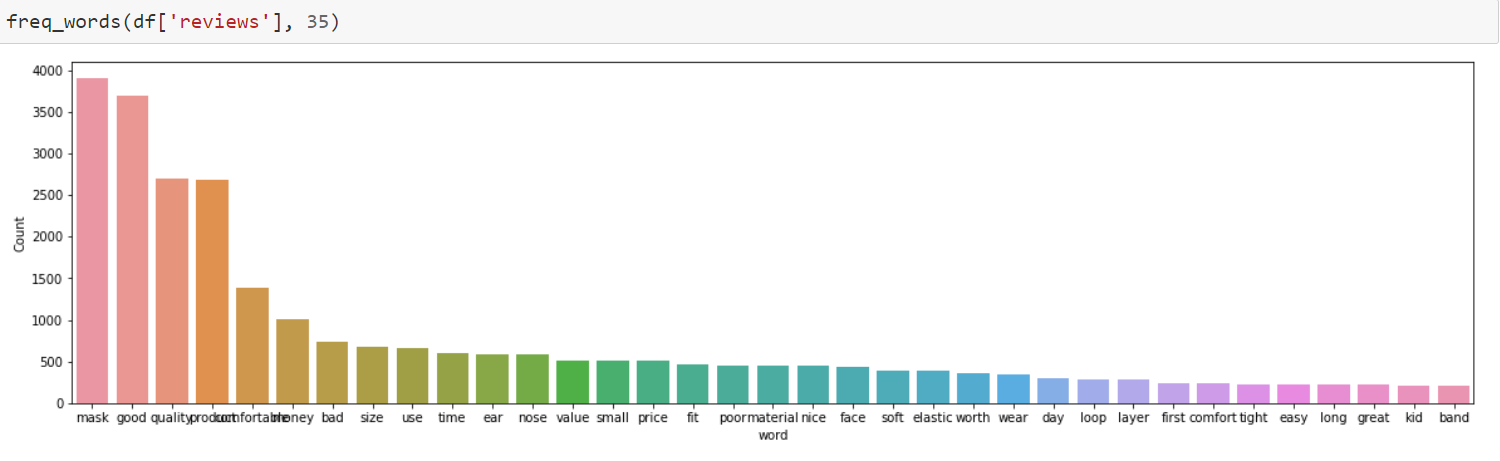 freq_words(df['reviews'], 35)
4000
3500
3000
2500
2000
1500
1000
500
0
Count
mask good quality product comfortable money bad size use time ear nose value small price fit poor material nice face soft elastic worth wear day loop layer first comfort tight easy long great kid band
word